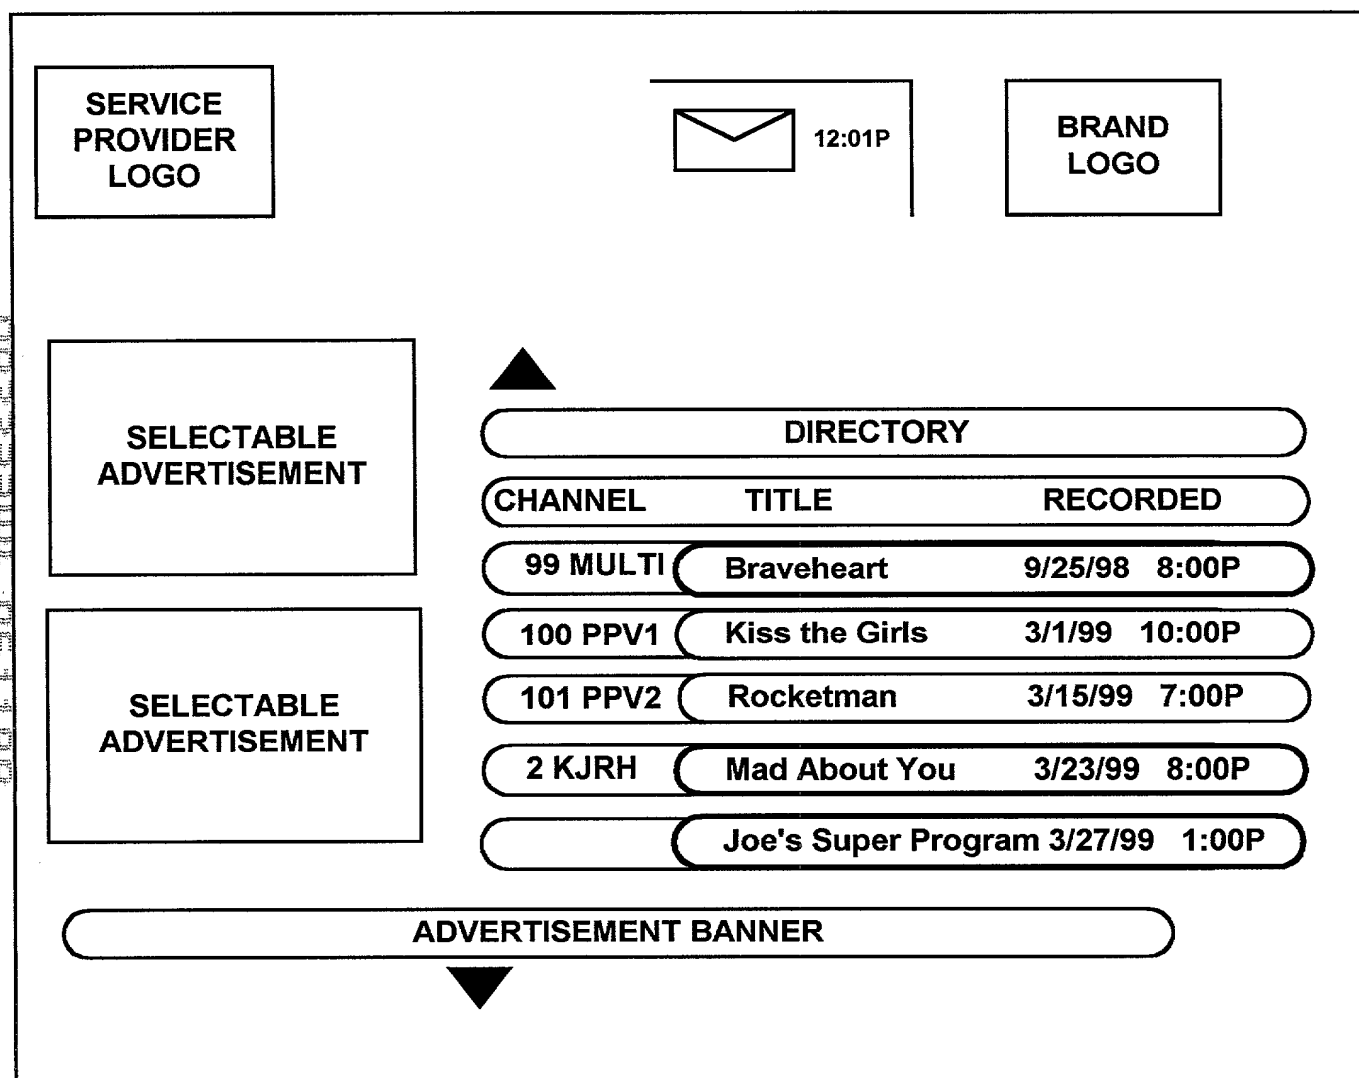 SERVICE
PROVIDER
LOGO
12:01P
BRAND
LOGO
SELECTABLE
ADVERTISEMENT
SELECTABLE
ADVERTISEMENT
DIRECTORY
CHANNEL TITLE RECORDED
99 MULTI Braveheart 9/25/98 8:00P
100 PPV1 Kiss the Girls 3/1/99 10:00P
101 PPV2 Rocketman 3/15/99 7:00P
2 KJRH Mad About You 3/23/99 8:00P
Joe's Super Program 3/27/99 1:00P
ADVERTISEMENT BANNER